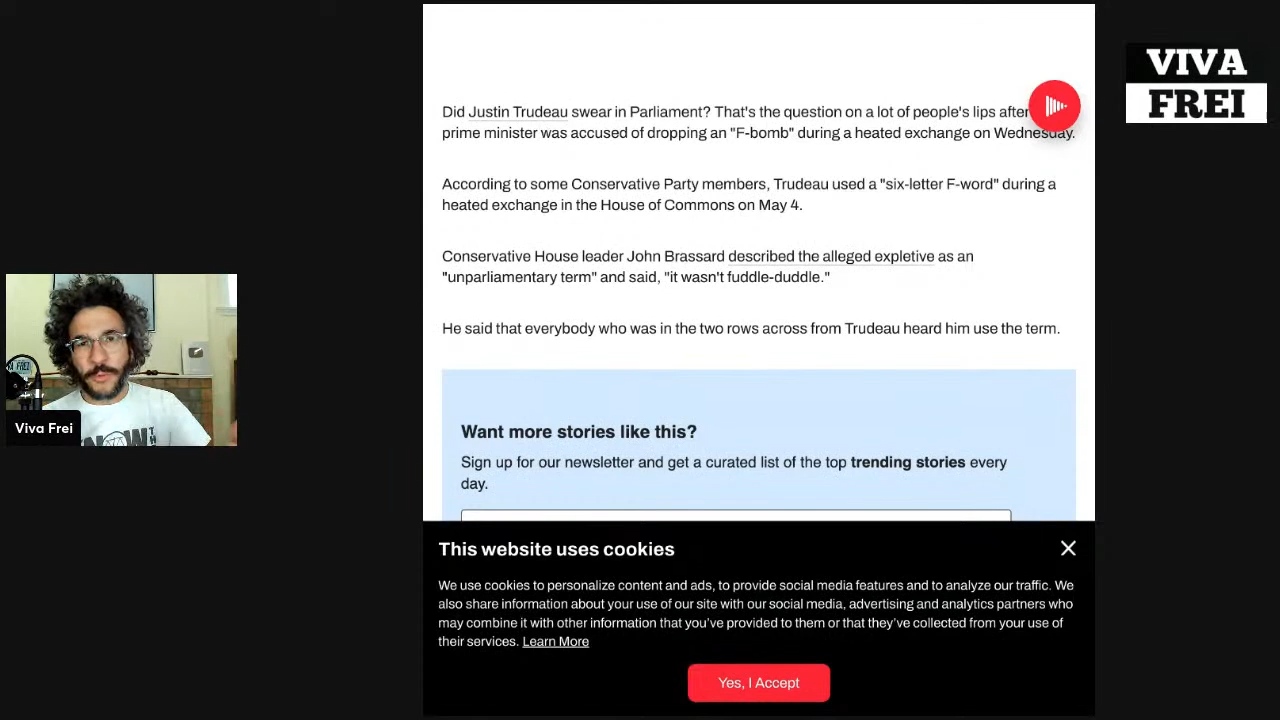 VIVA
FREI
Did Justin Trudeau swear in Parliament? That's the question on a lot of people's lips after
prime minister was accused of dropping an "F-bomb" during a heated exchange on Wednesday.
According to some Conservative Party members, Trudeau used a "six-letter F-word" during a
heated exchange in the House of Commons on May 4.
Conservative House leader John Brassard described the alleged expletive as an
"unparliamentary term" and said, "it wasn't fuddle-duddle."
He said that everybody who was in the two rows across from Trudeau heard him use the term.
Viva Frei
Want more stories like this?
Sign up for our newsletter and get a curated list of the top trending stories every
day.
This website uses cookies
We use cookies to personalize content and ads, to provide social media features and to analyze our traffic. We
also share information about your use of our site with our social media, advertising and analytics partners who
may combine it with other information that you've provided to them or that they've collected from your use of
their services. Learn More
Yes, I Accept